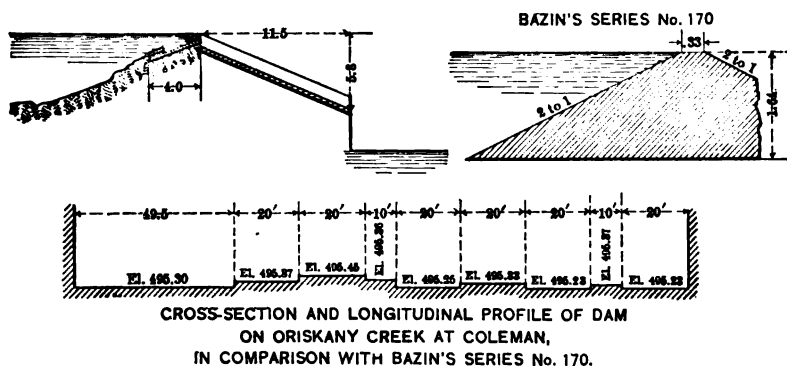 BAZIN'S SERIES No. 170
11.5
.33
4.0
5.8
2 to 1
2 to 1
1.64
49.5
20'
20'
10'
20'
20'
20'
10'
20'
El. 495.30
El. 495.37
El. 495.45
El. 495.25
El. 495.23
El. 495.37
El. 495.23
CROSS-SECTION AND LONGITUDINAL PROFILE OF DAM
ON ORISKANY CREEK AT COLEMAN,
IN COMPARISON WITH BAZIN'S SERIES No. 170.